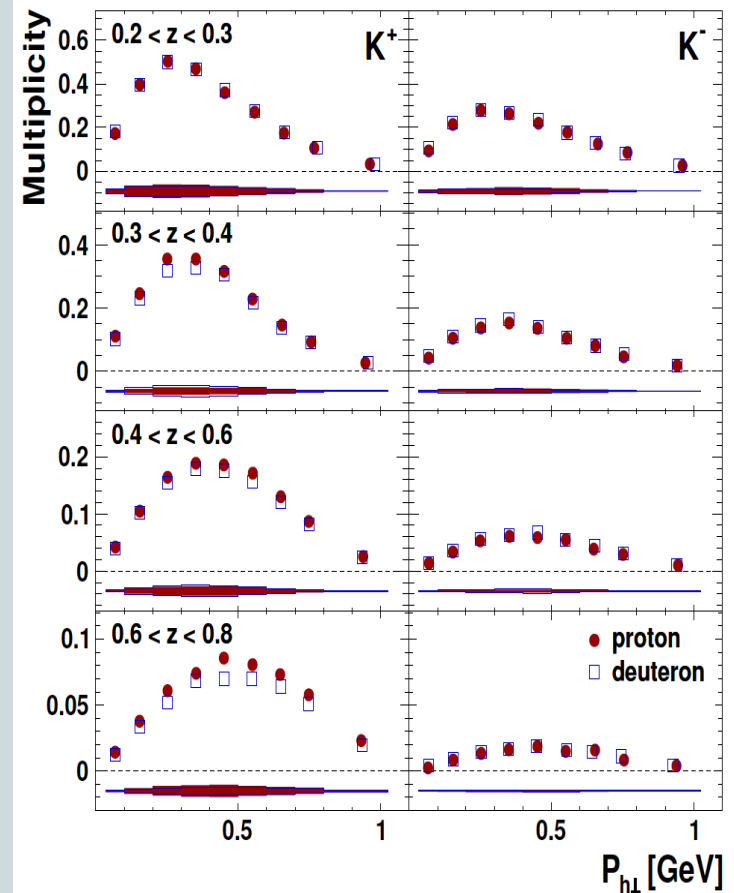 Multiplicity
0.2 < z < 0.3
K+
K-
0.6
0.4
0.2
0
0.3 < z < 0.4
0.4
0.2
0
0.4 < z < 0.6
0.2
0.1
0
0.6 < z < 0.8
proton
deuteron
0.1
0.05
0
0.5
1
0.5
1
Ph⊥ [GeV]